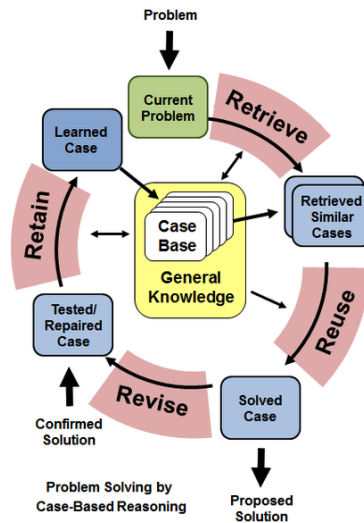 Problem
Current
Problem
Retrieve
Learned
Case
Retrieved
Similar
Cases
Case
Base
General
Knowledge
Retain
Reuse
Tested/
Repaired
Case
Revise
Solved
Case
Confirmed
Solution
Problem Solving by
Case-Based Reasoning
Proposed
Solution